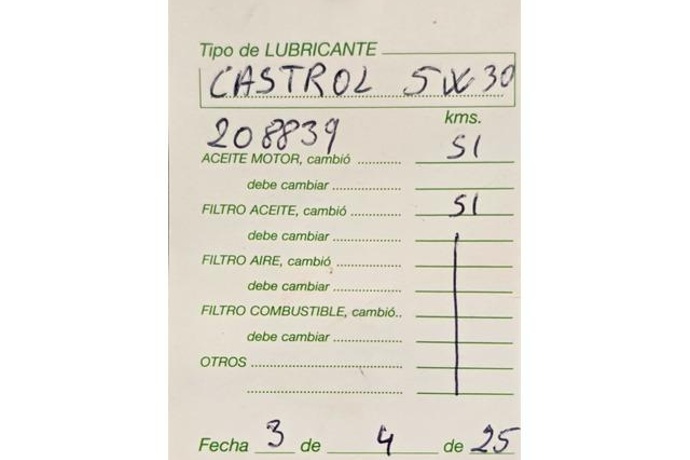 Tipo de LUBRICANTE
CASTROL 5W30
kms.
208839
ACEITE MOTOR, cambió ........... SI
debe cambiar .................
FILTRO ACEITE, cambió ............ SI
debe cambiar .................
FILTRO AIRE, cambió ................
debe cambiar .................
FILTRO COMBUSTIBLE, cambió..
debe cambiar .................
OTROS ......................................
.......................................
Fecha 3 de 4 de 25